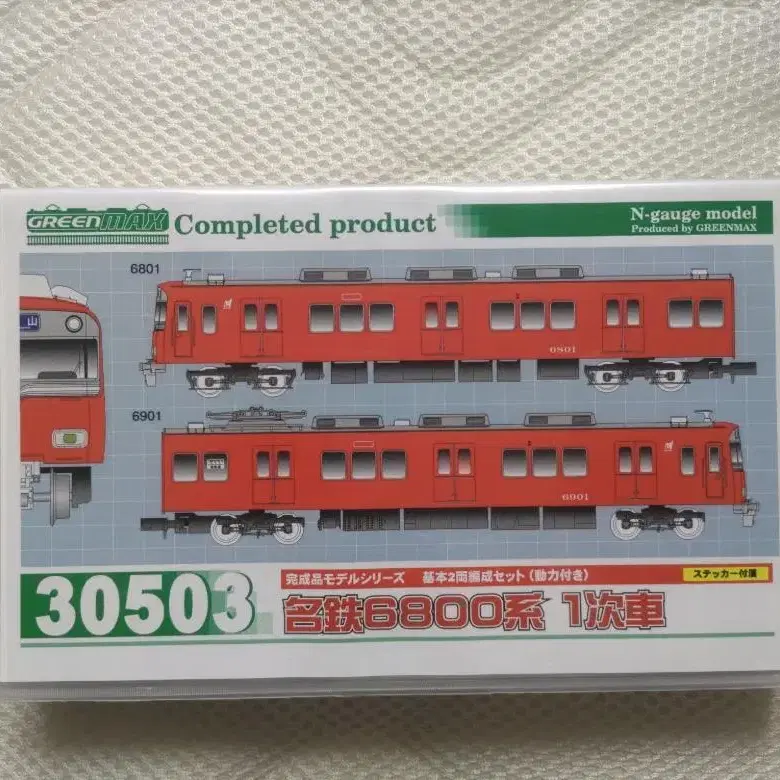 GREENMAX Completed product
N-gauge model
Produced by GREENMAX
6801
山
6801
6901
6901
30503
完成品モデルシリーズ 基本2両編成セット(動力付き)
ステッカー付属
名鉄6800系 1次車